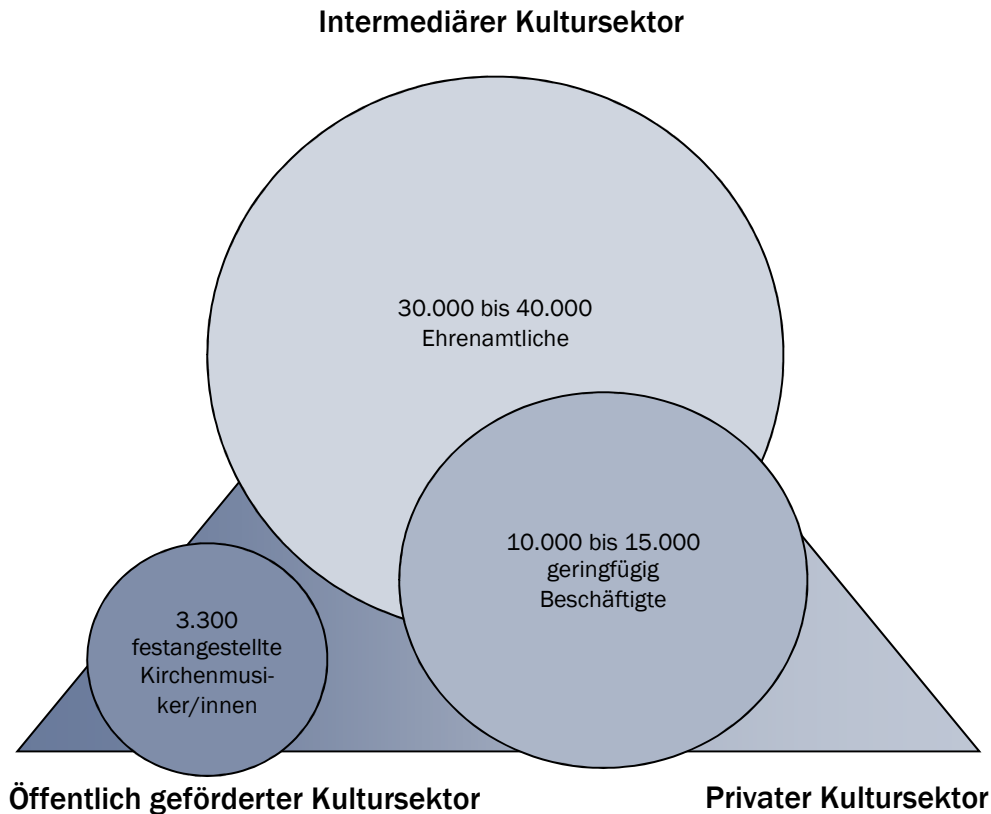 Intermediärer Kultursektor
30.000 bis 40.000
Ehrenamtliche
10.000 bis 15.000
geringfügig
Beschäftigte
3.300
festangestellte
Kirchenmusi-
ker/innen
Öffentlich geförderter Kultursektor
Privater Kultursektor